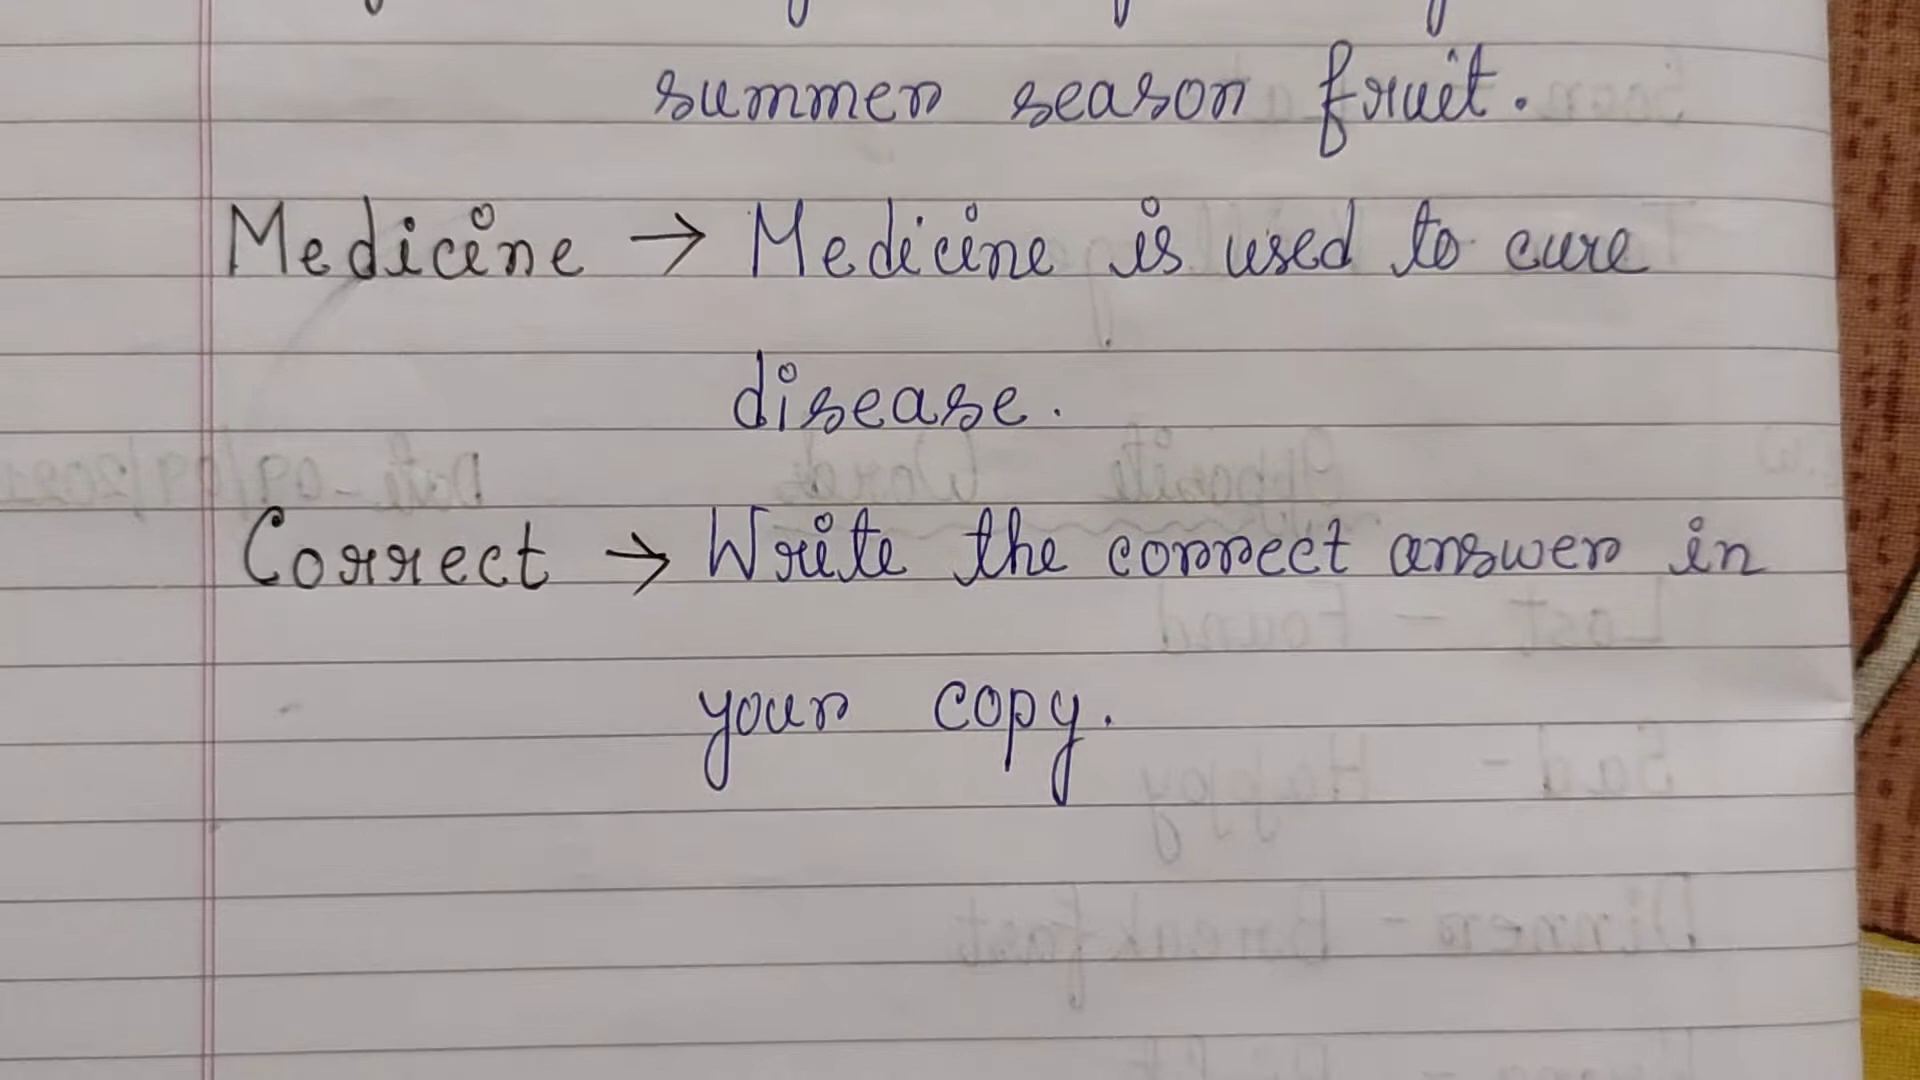 summer season fruit.
Medicine → Medicine is used to cure
disease.
Correct → Write the correct answer in
your copy.